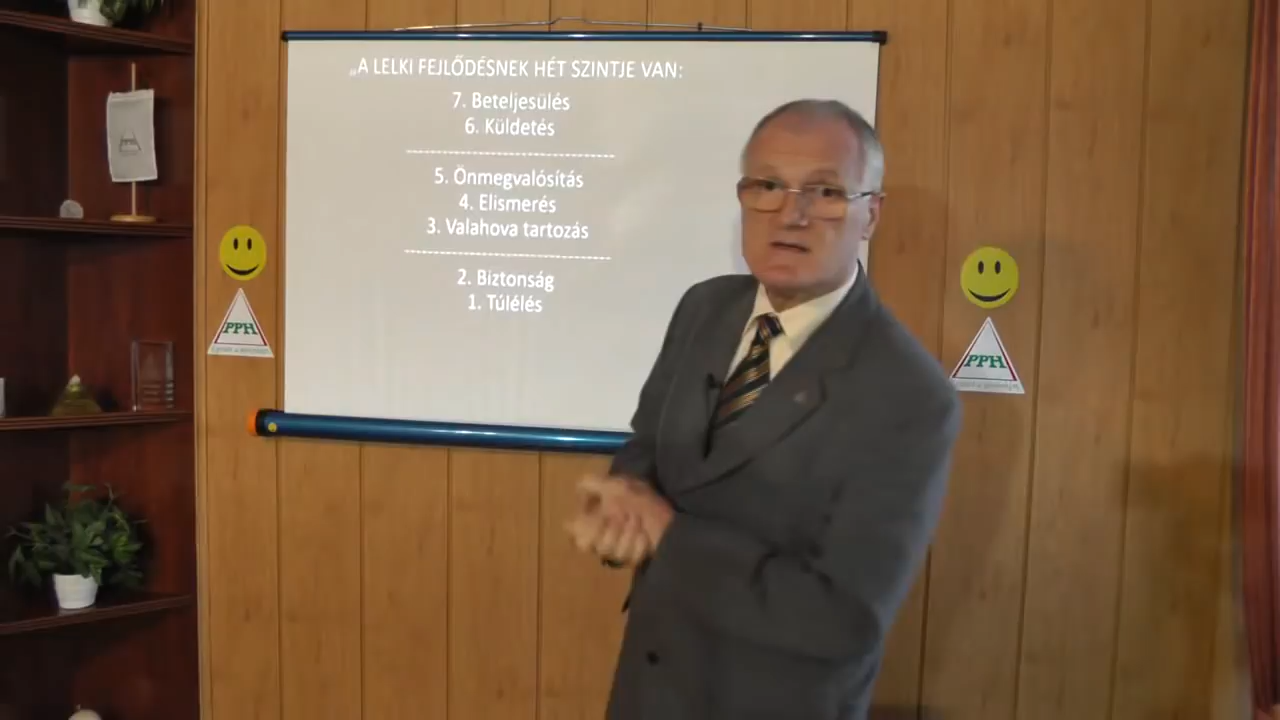 „A LELKI FEJLŐDÉSNEK HÉT SZINTJE VAN:
7. Beteljesülés
6. Küldetés
5. Önmegvalósítás
4. Elismerés
3. Valahova tartozás
2. Biztonság
1. Túlélés
PPH
PPH